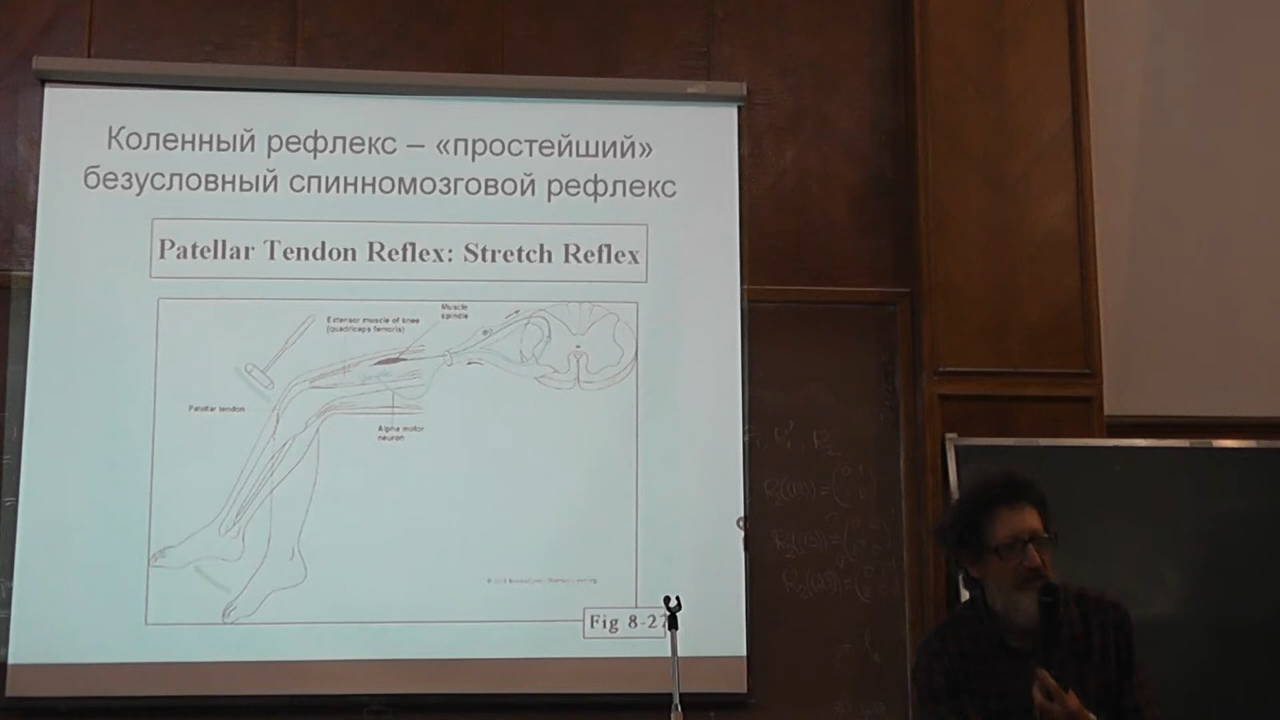 Коленный рефлекс – «простейший»
безусловный спинномозговой рефлекс
Patellar Tendon Reflex: Stretch Reflex
Muscle
spindle
Extensor muscle of knee
(quadriceps femoris)
Patellar tendon
Alpha motor
neuron
Fig 8-27